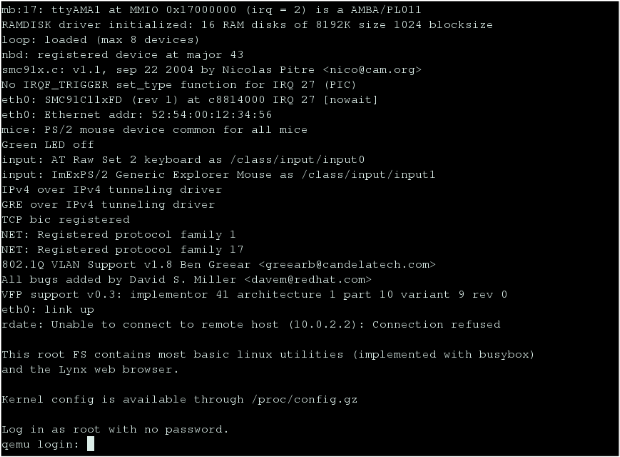 mb:17: ttyAMA1 at MMIO 0x17000000 (irq = 2) is a AMBA/PL011
RAMDISK driver initialized: 16 RAM disks of 8192K size 1024 blocksize
loop: loaded (max 8 devices)
nbd: registered device at major 43
smc91x.c: v1.1, sep 22 2004 by Nicolas Pitre <nico@cam.org>
No IRQF_TRIGGER set_type function for IRQ 27 (PIC)
eth0: SMC91C11xFD (rev 1) at c8814000 IRQ 27 [nowait]
eth0: Ethernet addr: 52:54:00:12:34:56
mice: PS/2 mouse device common for all mice
Green LED off
input: AT Raw Set 2 keyboard as /class/input/input0
input: ImExPS/2 Generic Explorer Mouse as /class/input/input1
IPv4 over IPv4 tunneling driver
GRE over IPv4 tunneling driver
TCP bic registered
NET: Registered protocol family 1
NET: Registered protocol family 17
802.1Q VLAN Support v1.8 Ben Greear <greearb@candelatech.com>
All bugs added by David S. Miller <davem@redhat.com>
VFP support v0.3: implementor 41 architecture 1 part 10 variant 9 rev 0
eth0: link up
rdate: Unable to connect to remote host (10.0.2.2): Connection refused
This root FS contains most basic linux utilities (implemented with busybox)
and the Lynx web browser.
Kernel config is available through /proc/config.gz
Log in as root with no password.
qemu login: